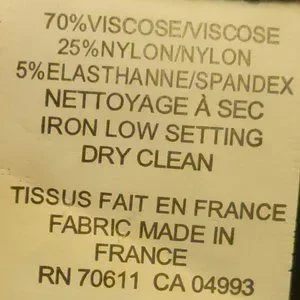 70%VISCOSE/VISCOSE
25%NYLON/NYLON
5%ELASTHANNE/SPANDEX
NETTOYAGE À SEC
IRON LOW SETTING
DRY CLEAN
TISSUS FAIT EN FRANCE
FABRIC MADE IN
FRANCE
RN 70611 CA 04993